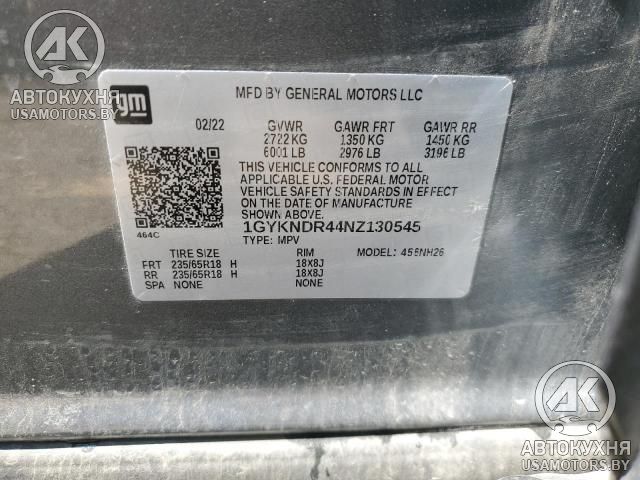 AK
АВТОКУХНЯ
USAMOTORS.BY
gm
MFD BY GENERAL MOTORS LLC
02/22 GVWR GAWR FRT GAWR RR
2722 KG 1350 KG 1450 KG
6001 LB 2976 LB 3196 LB
THIS VEHICLE CONFORMS TO ALL
APPLICABLE U.S. FEDERAL MOTOR
VEHICLE SAFETY STANDARDS IN EFFECT
ON THE DATE OF MANUFACTURE
SHOWN ABOVE.
1GYKNDR44NZ130545
464C
TYPE: MPV
TIRE SIZE RIM MODEL: 456NH26
FRT 235/65R18 H 18X8J
RR 235/65R18 H 18X8J
SPA NONE NONE
AK
АВТОКУХНЯ
USAMOTORS.BY